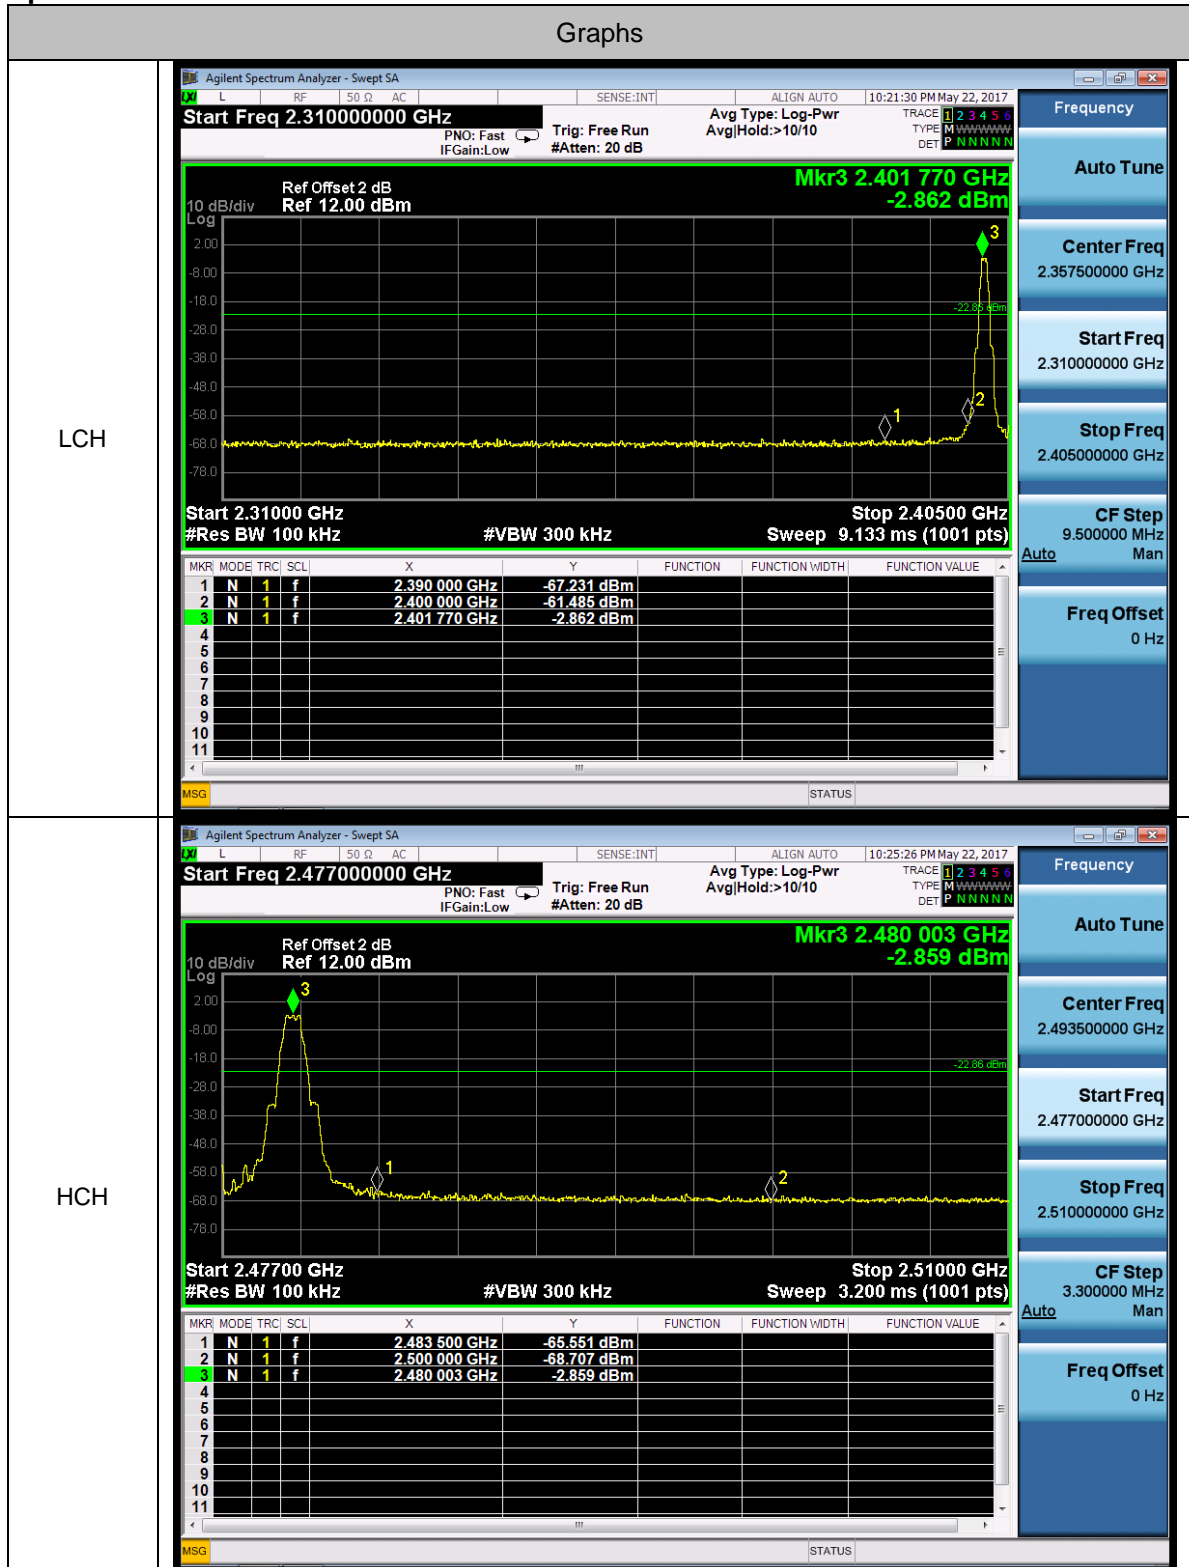 Graphs
LCH
Agilent Spectrum Analyzer - Swept SA
LXI L RF 50 Ω AC SENSE:INT ALIGN AUTO 10:21:30 PM May 22, 2017
Start Freq 2.310000000 GHz
PNO: Fast
IFGain:Low
Trig: Free Run
#Atten: 20 dB
Avg Type: Log-Pwr
Avg|Hold:>10/10
TRACE 1 2 3 4 5 6
TYPE M WWWWW
DET P N N N N N
Mkr3 2.401 770 GHz
-2.862 dBm
Ref Offset 2 dB
10 dB/div Ref 12.00 dBm
Log
2.00
-8.00
-18.0
-28.0
-38.0
-48.0
-58.0
-68.0
-78.0
3
-22.86 dBm
1
2
Start 2.31000 GHz Stop 2.40500 GHz
#Res BW 100 kHz #VBW 300 kHz Sweep 9.133 ms (1001 pts)
MKR MODE TRC SCL X Y FUNCTION FUNCTION WIDTH FUNCTION VALUE
1 N 1 f 2.390 000 GHz -67.231 dBm
2 N 1 f 2.400 000 GHz -61.485 dBm
3 N 1 f 2.401 770 GHz -2.862 dBm
4
5
6
7
8
9
10
11
MSG STATUS
Frequency
Auto Tune
Center Freq
2.357500000 GHz
Start Freq
2.310000000 GHz
Stop Freq
2.405000000 GHz
CF Step
9.500000 MHz
Auto Man
Freq Offset
0 Hz
HCH
Agilent Spectrum Analyzer - Swept SA
LXI L RF 50 Ω AC SENSE:INT ALIGN AUTO 10:25:26 PM May 22, 2017
Start Freq 2.477000000 GHz
PNO: Fast
IFGain:Low
Trig: Free Run
#Atten: 20 dB
Avg Type: Log-Pwr
Avg|Hold:>10/10
TRACE 1 2 3 4 5 6
TYPE M WWWWW
DET P N N N N N
Mkr3 2.480 003 GHz
-2.859 dBm
Ref Offset 2 dB
10 dB/div Ref 12.00 dBm
Log
2.00
-8.00
-18.0
-28.0
-38.0
-48.0
-58.0
-68.0
-78.0
3
-22.86 dBm
1
2
Start 2.47700 GHz Stop 2.51000 GHz
#Res BW 100 kHz #VBW 300 kHz Sweep 3.200 ms (1001 pts)
MKR MODE TRC SCL X Y FUNCTION FUNCTION WIDTH FUNCTION VALUE
1 N 1 f 2.483 500 GHz -65.551 dBm
2 N 1 f 2.500 000 GHz -68.707 dBm
3 N 1 f 2.480 003 GHz -2.859 dBm
4
5
6
7
8
9
10
11
MSG STATUS
Frequency
Auto Tune
Center Freq
2.493500000 GHz
Start Freq
2.477000000 GHz
Stop Freq
2.510000000 GHz
CF Step
3.300000 MHz
Auto Man
Freq Offset
0 Hz